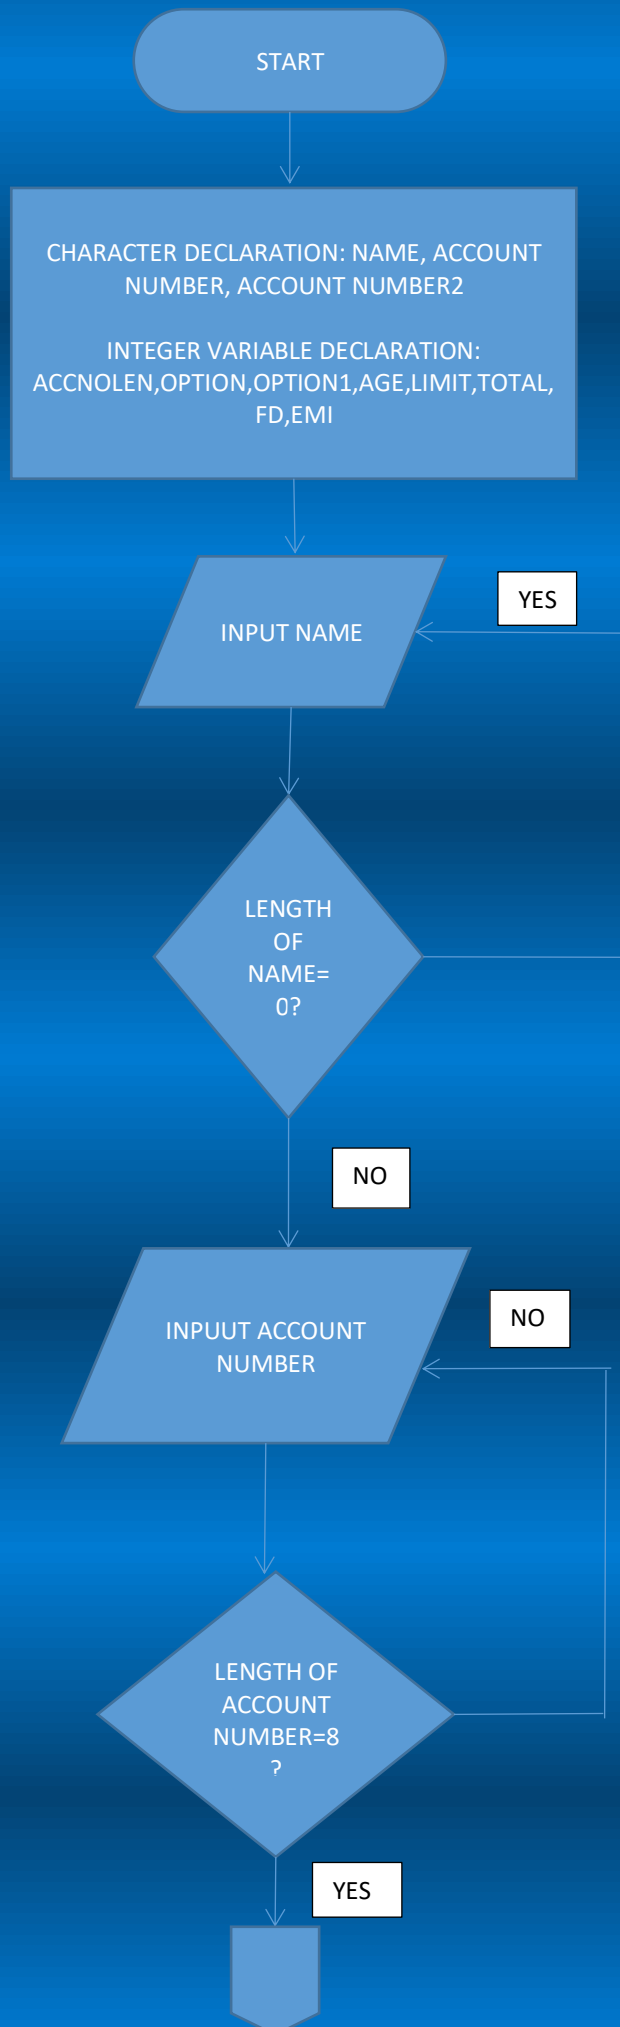 START
CHARACTER DECLARATION: NAME, ACCOUNT
NUMBER, ACCOUNT NUMBER2
INTEGER VARIABLE DECLARATION:
ACCNOLEN,OPTION,OPTION1,AGE,LIMIT,TOTAL,
FD,EMI
YES
INPUT NAME
LENGTH
OF
NAME=
0?
NO
NO
INPUUT ACCOUNT
NUMBER
LENGTH OF
ACCOUNT
NUMBER=8
?
YES